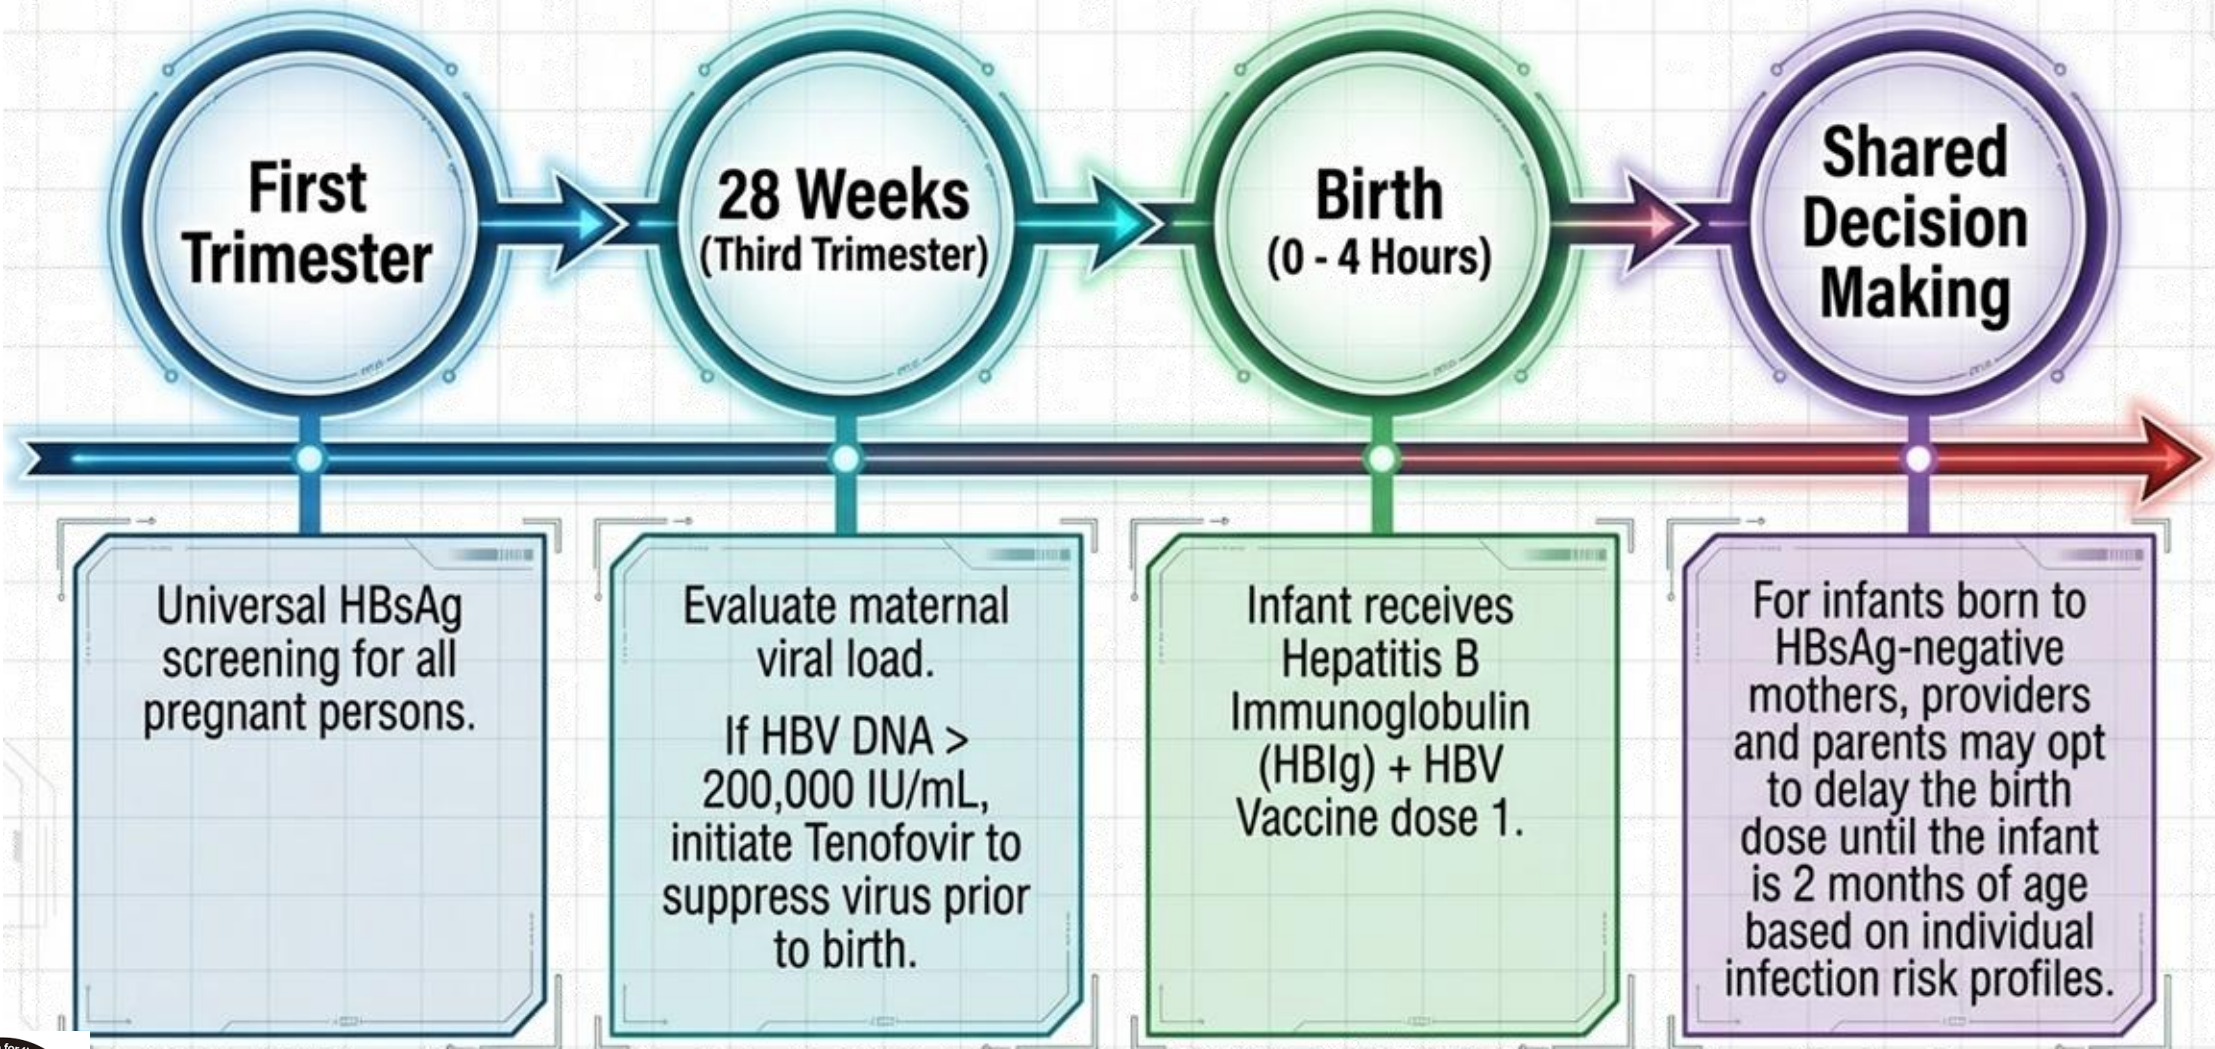 First
Trimester
28 Weeks
(Third Trimester)
Birth
(0 - 4 Hours)
Shared
Decision
Making
Universal HBsAg
screening for all
pregnant persons.
Evaluate maternal
viral load.
If HBV DNA >
200,000 IU/mL,
initiate Tenofovir to
suppress virus prior
to birth.
Infant receives
Hepatitis B
Immunoglobulin
(HBIg) + HBV
Vaccine dose 1.
For infants born to
HBsAg-negative
mothers, providers
and parents may opt
to delay the birth
dose until the infant
is 2 months of age
based on individual
infection risk profiles.